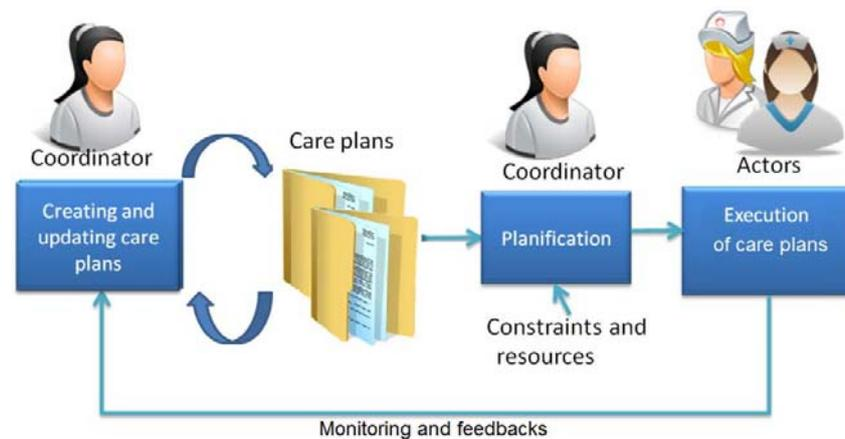 Coordinator
Creating and
updating care
plans
Care plans
Coordinator
Planification
Constraints and
resources
Actors
Execution
of care plans
Monitoring and feedbacks